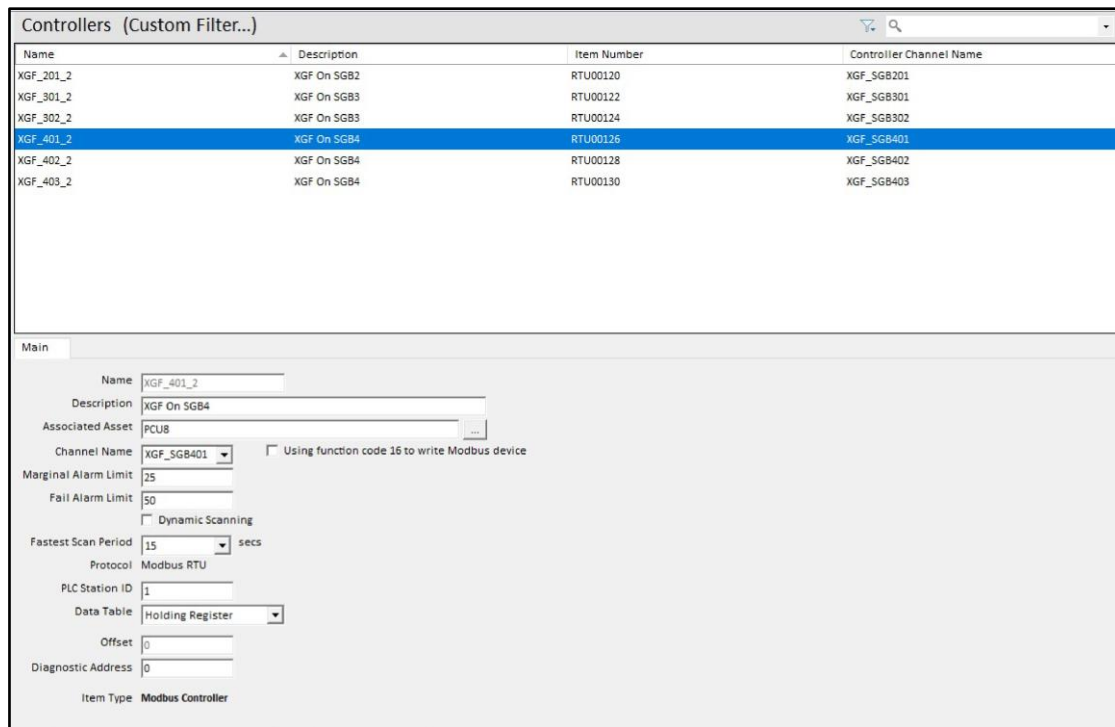 Controllers (Custom Filter...)
Name Description Item Number Controller Channel Name
XGF_201_2 XGF On SGB2 RTU00120 XGF_SGB201
XGF_301_2 XGF On SGB3 RTU00122 XGF_SGB301
XGF_302_2 XGF On SGB3 RTU00124 XGF_SGB302
XGF_401_2 XGF On SGB4 RTU00126 XGF_SGB401
XGF_402_2 XGF On SGB4 RTU00128 XGF_SGB402
XGF_403_2 XGF On SGB4 RTU00130 XGF_SGB403
Main
Name XGF_401_2
Description XGF On SGB4
Associated Asset PCU8 ...
Channel Name XGF_SGB401 Using function code 16 to write Modbus device
Marginal Alarm Limit 25
Fail Alarm Limit 50
Dynamic Scanning
Fastest Scan Period 15 secs
Protocol Modbus RTU
PLC Station ID 1
Data Table Holding Register
Offset 0
Diagnostic Address 0
Item Type Modbus Controller